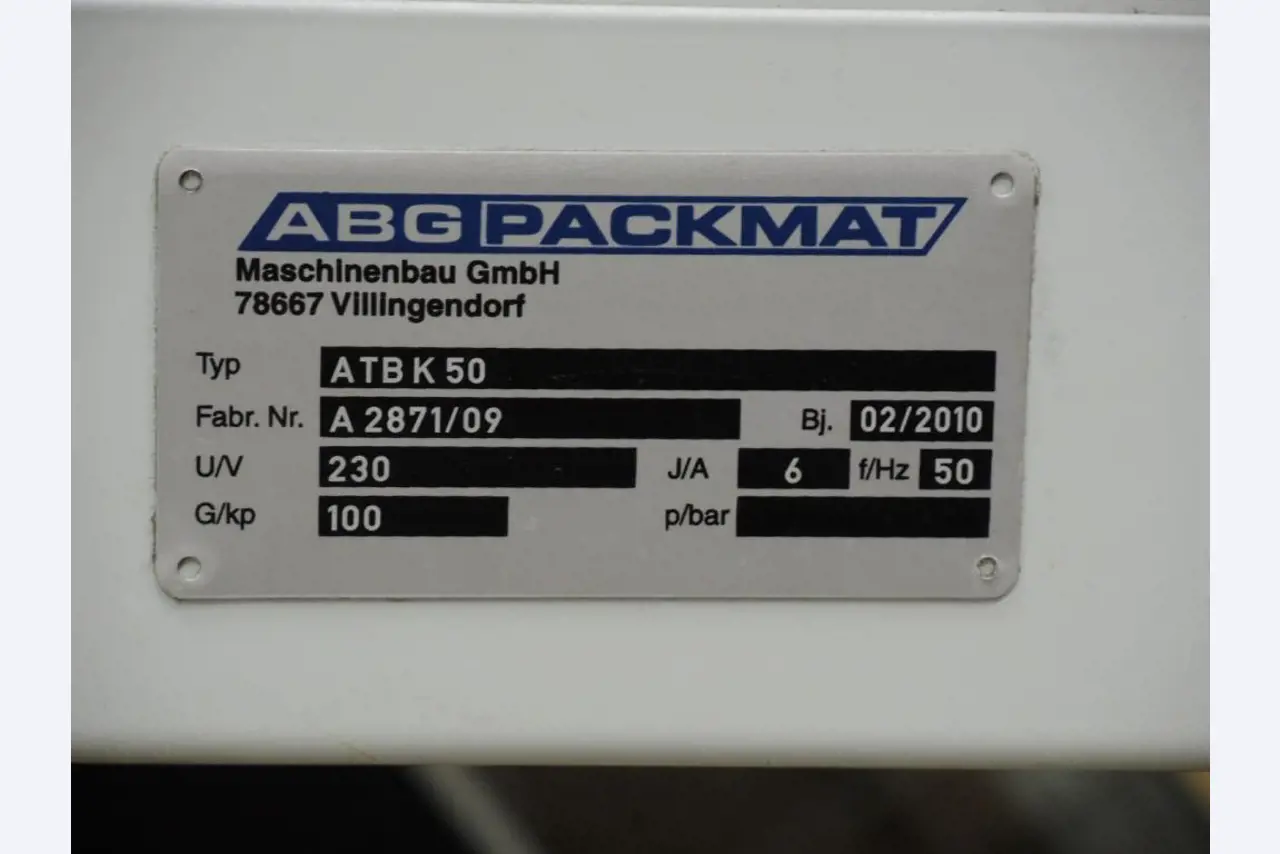 ABG PACKMAT
Maschinenbau GmbH
78667 Villingendorf
Typ ATB K 50
Fabr. Nr. A 2871/09 Bj. 02/2010
U/V 230 J/A 6 f/Hz 50
G/kp 100 p/bar